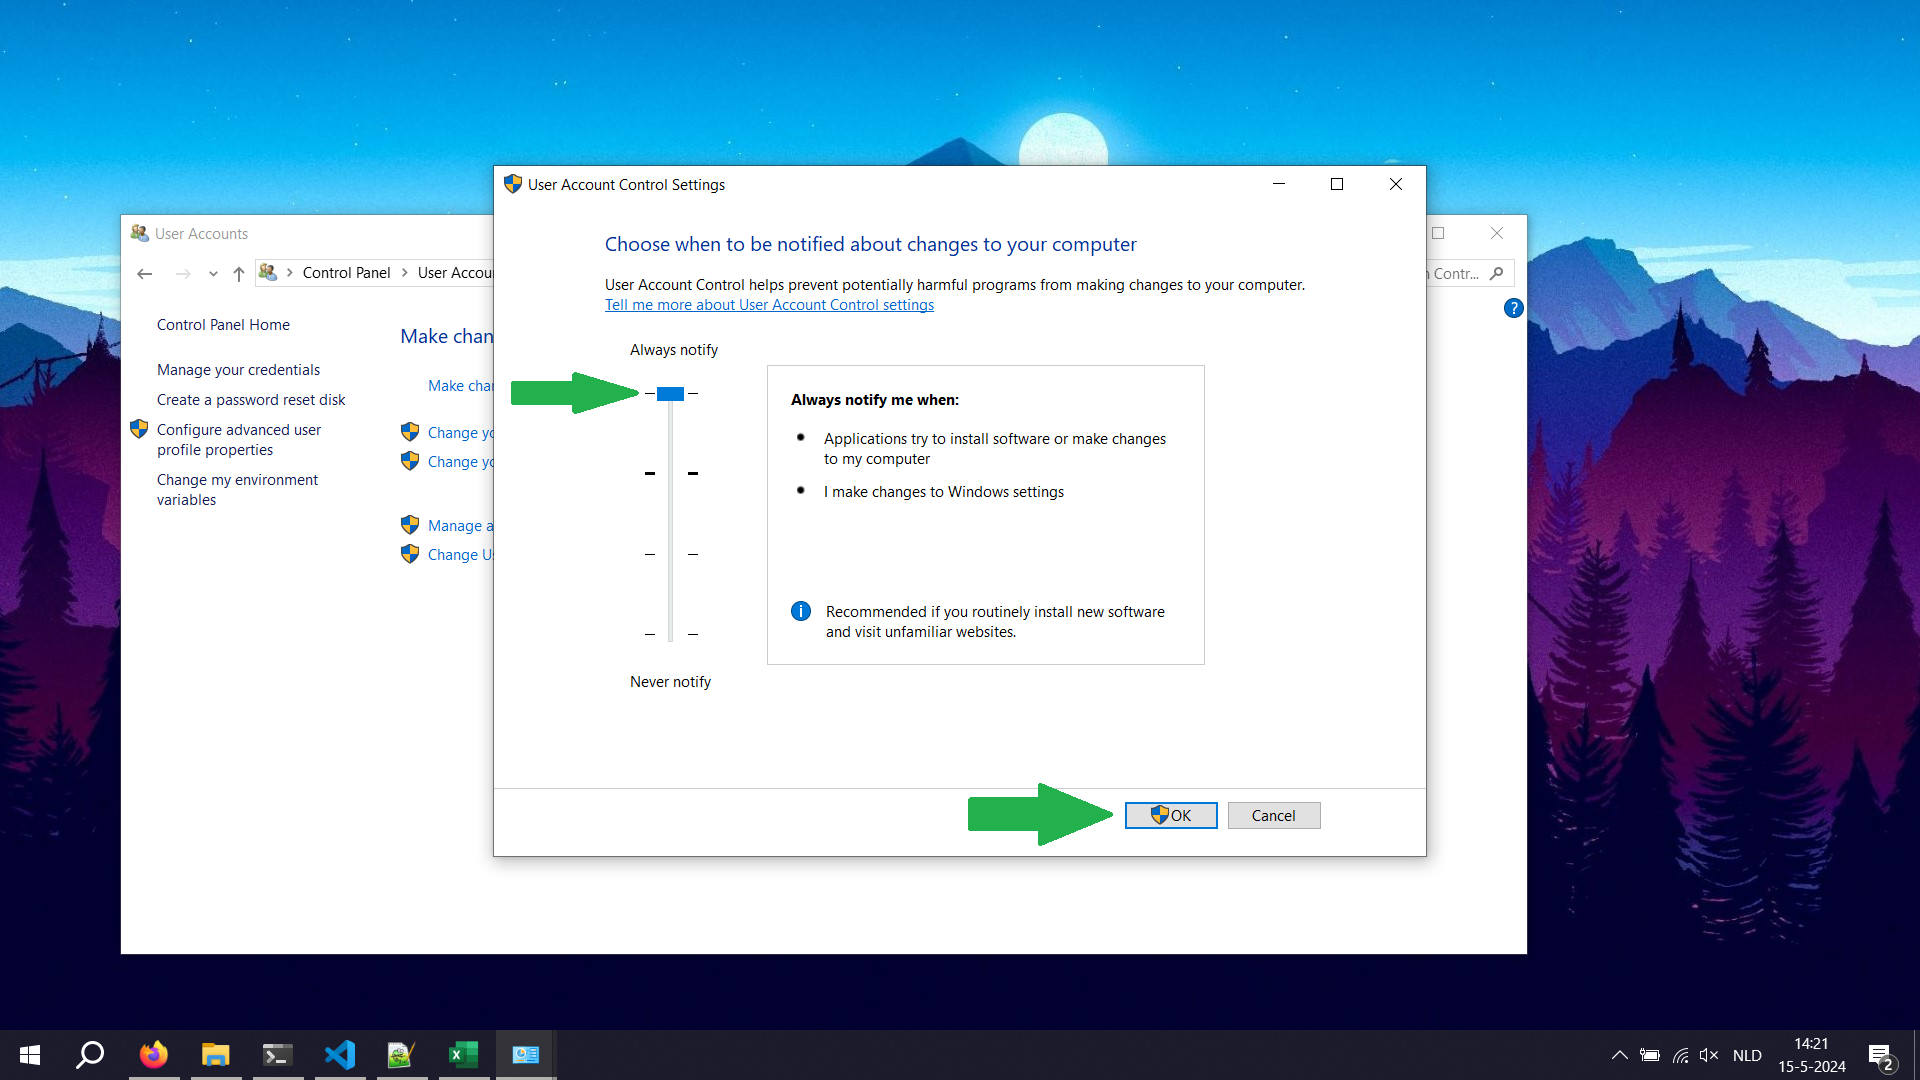 User Account Control Settings
User Accounts
Choose when to be notified about changes to your computer
Control Panel
User Accou
Contr...
User Account Control helps prevent potentially harmful programs from making changes to your computer.
Tell me more about User Account Control settings
Control Panel Home
Manage your credentials
Create a password reset disk
Configure advanced user
profile properties
Change my environment
variables
Make chan
Make chan
Change yo
Change yo
Manage a
Change Us
Always notify
Never notify
Always notify me when:
Applications try to install software or make changes
to my computer
I make changes to Windows settings
Recommended if you routinely install new software
and visit unfamiliar websites.
OK
Cancel
NLD
14:21
15-5-2024
2